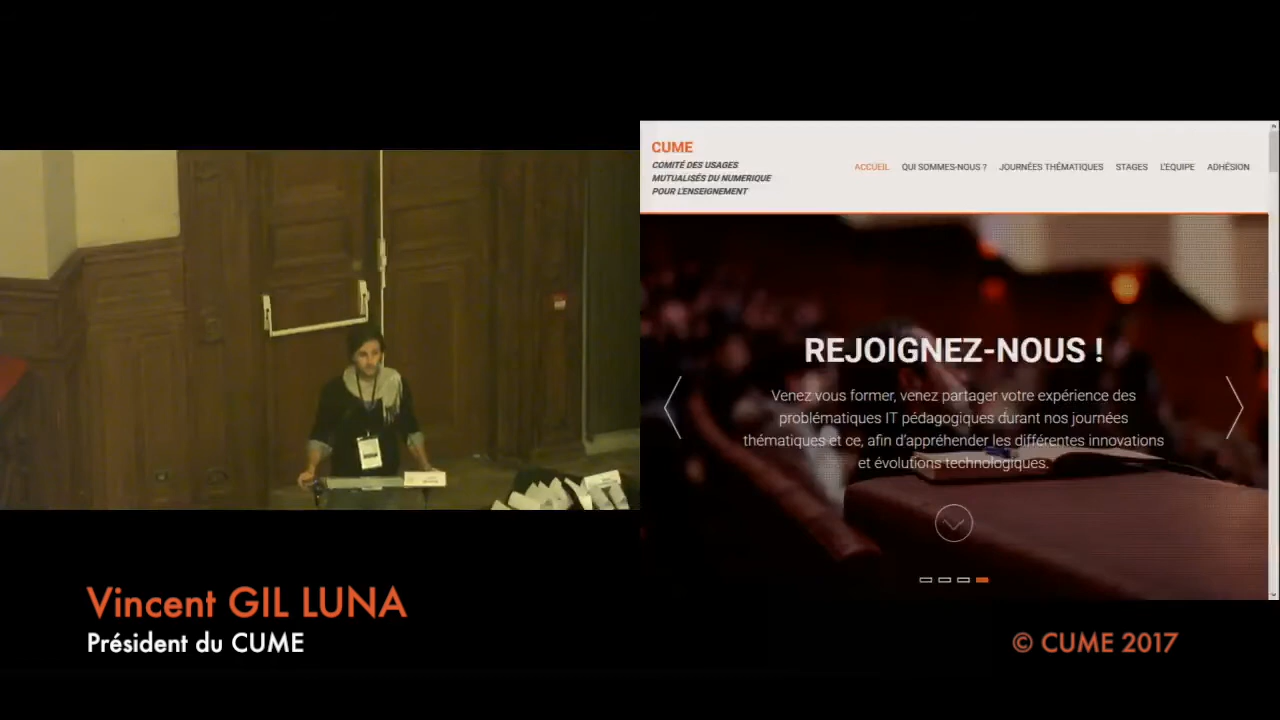 CUME
COMITÉ DES USAGES
MUTUALISÉS DU NUMERIQUE
POUR L'ENSEIGNEMENT
ACCUEIL QUI SOMMES-NOUS ? JOURNÉES THÉMATIQUES STAGES L'EQUIPE ADHÉSION
REJOIGNEZ-NOUS !
Venez vous former, venez partager votre expérience des
problématiques IT pédagogiques durant nos journées
thématiques et ce, afin d'appréhender les différentes innovations
et évolutions technologiques.
Vincent GIL LUNA
Président du CUME
© CUME 2017